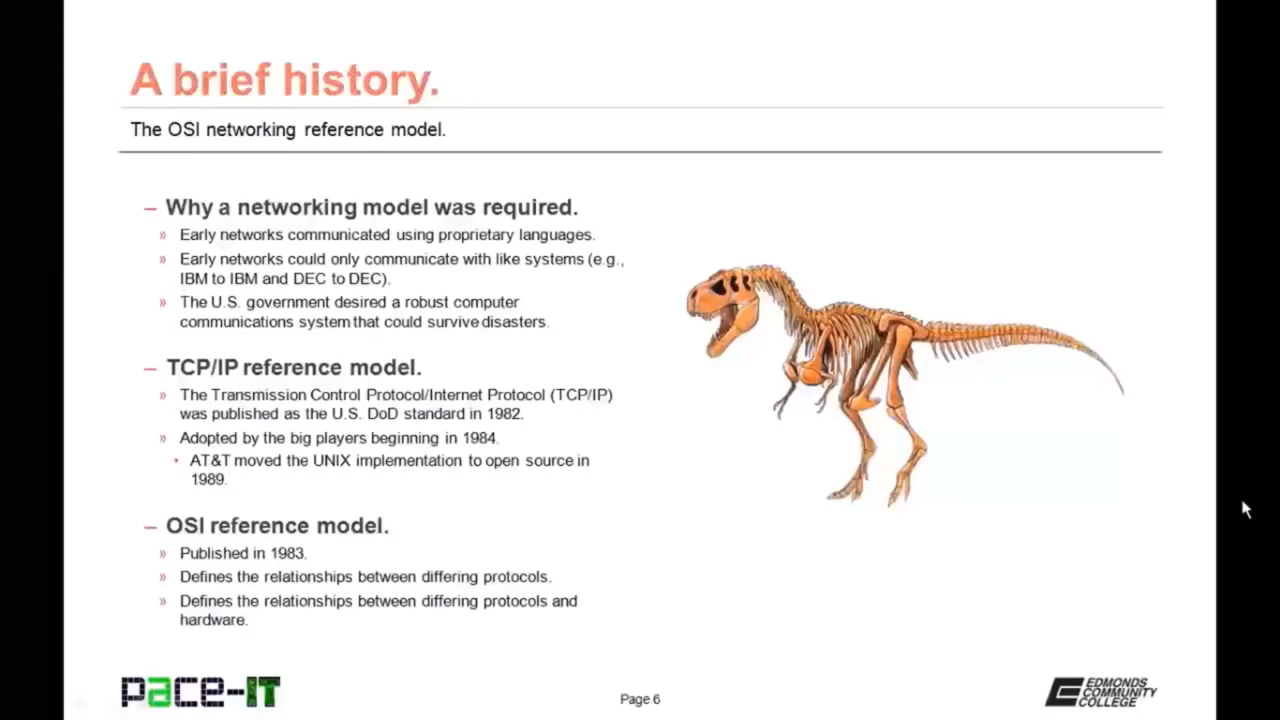 A brief history.
The OSI networking reference model.
– Why a networking model was required.
» Early networks communicated using proprietary languages.
» Early networks could only communicate with like systems (e.g.,
IBM to IBM and DEC to DEC).
» The U.S. government desired a robust computer
communications system that could survive disasters.
– TCP/IP reference model.
» The Transmission Control Protocol/Internet Protocol (TCP/IP)
was published as the U.S. DoD standard in 1982.
» Adopted by the big players beginning in 1984.
• AT&T moved the UNIX implementation to open source in
1989.
– OSI reference model.
» Published in 1983.
» Defines the relationships between differing protocols.
» Defines the relationships between differing protocols and
hardware.
pace-IT
Page 6
EDMONDS
COMMUNITY
COLLEGE